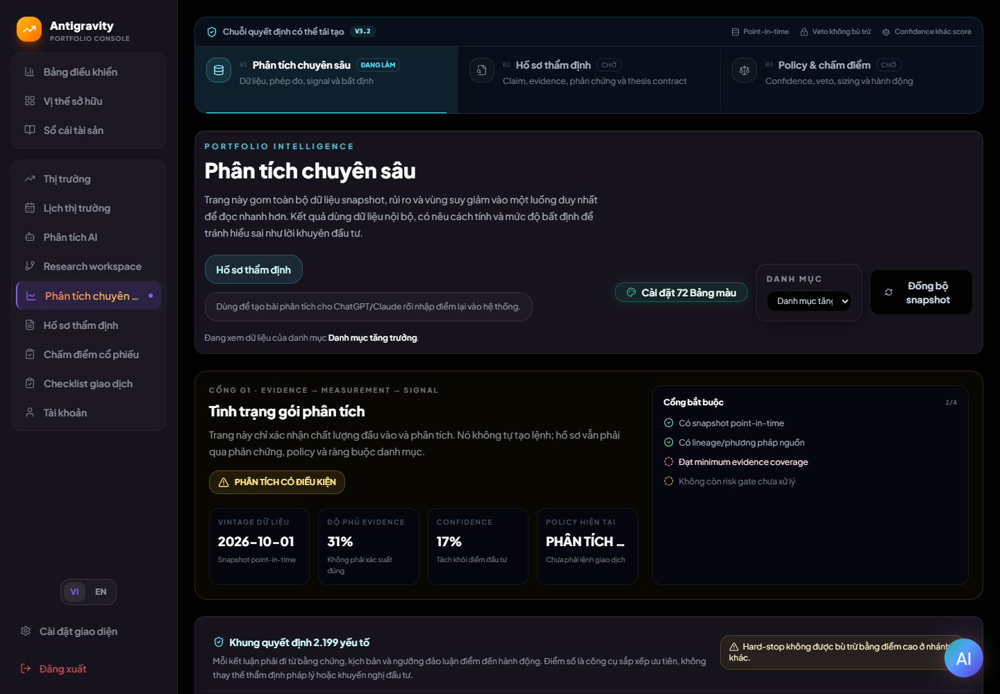 Antigravity
PORTFOLIO CONSOLE
Bảng điều khiển
Vị thế sở hữu
Sổ cái tài sản
Thị trường
Lịch thị trường
Phân tích AI
Research workspace
Phân tích chuyên ...
Hồ sơ thẩm định
Chấm điểm cổ phiếu
Checklist giao dịch
Tài khoản
VI EN
Cài đặt giao diện
Đăng xuất
Chuỗi quyết định có thể tái tạo V3.2
Point-in-time Veto không bù trừ Confidence khác score
01 Phân tích chuyên sâu ĐANG LÀM
Dữ liệu, phép đo, signal và bất định
02 Hồ sơ thẩm định CHỜ
Claim, evidence, phản chứng và thesis contract
03 Policy & chấm điểm CHỜ
Confidence, veto, sizing và hành động
PORTFOLIO INTELLIGENCE
Phân tích chuyên sâu
Trang này gom toàn bộ dữ liệu snapshot, rủi ro và vùng suy giảm vào một luồng duy nhất
để đọc nhanh hơn. Kết quả dùng dữ liệu nội bộ, có nêu cách tính và mức độ bất định để
tránh hiểu sai như lời khuyên đầu tư.
Hồ sơ thẩm định
Dùng để tạo bài phân tích cho ChatGPT/Claude rồi nhập điểm lại vào hệ thống.
Đang xem dữ liệu của danh mục Danh mục tăng trưởng.
Cài đặt 72 Bảng màu
DANH MỤC
Danh mục tăng
Đồng bộ
snapshot
CỔNG G1 · EVIDENCE → MEASUREMENT → SIGNAL
Tình trạng gói phân tích
Trang này chỉ xác nhận chất lượng đầu vào và phân tích. Nó không tự tạo lệnh; hồ sơ vẫn phải
qua phản chứng, policy và ràng buộc danh mục.
PHÂN TÍCH CÓ ĐIỀU KIỆN
VINTAGE DỮ LIỆU
2026-10-01
Snapshot point-in-time
ĐỘ PHỦ EVIDENCE
31%
Không phải xác suất
đúng
CONFIDENCE
17%
Tách khỏi điểm đầu tư
POLICY HIỆN TẠI
PHÂN TÍCH ...
Chưa phải lệnh giao dịch
Cổng bắt buộc 2/4
Có snapshot point-in-time
Có lineage/phương pháp nguồn
Đạt minimum evidence coverage
Không còn risk gate chưa xử lý
Khung quyết định 2.199 yếu tố
Mỗi kết luận phải đi từ bằng chứng, kịch bản và ngưỡng đảo luận điểm đến hành động. Điểm số là công cụ sắp xếp ưu tiên, không
thay thế thẩm định pháp lý hoặc khuyến nghị đầu tư.
Hard-stop không được bù trừ bằng điểm cao ở nhánh
khác.
AI